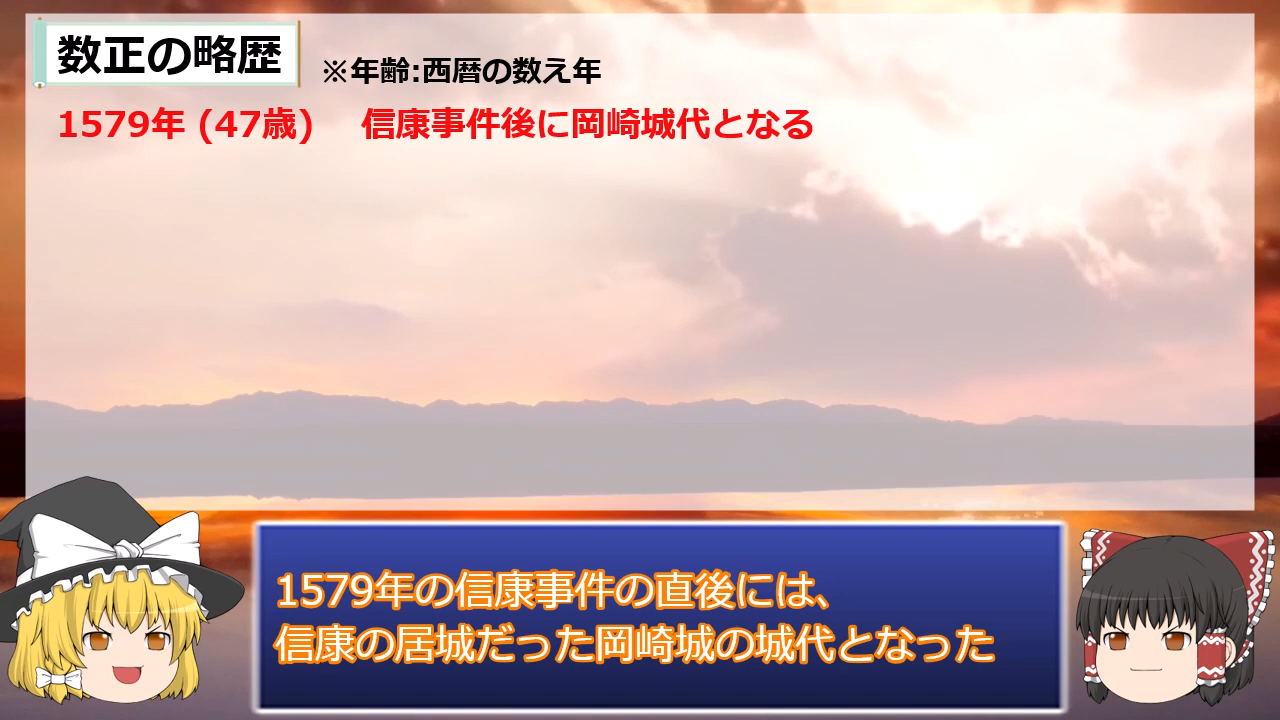 数正の略歴
※年齢:西暦の数え年
1579年 (47歳) 信康事件後に岡崎城代となる
1579年の信康事件の直後には、
信康の居城だった岡崎城の城代となった